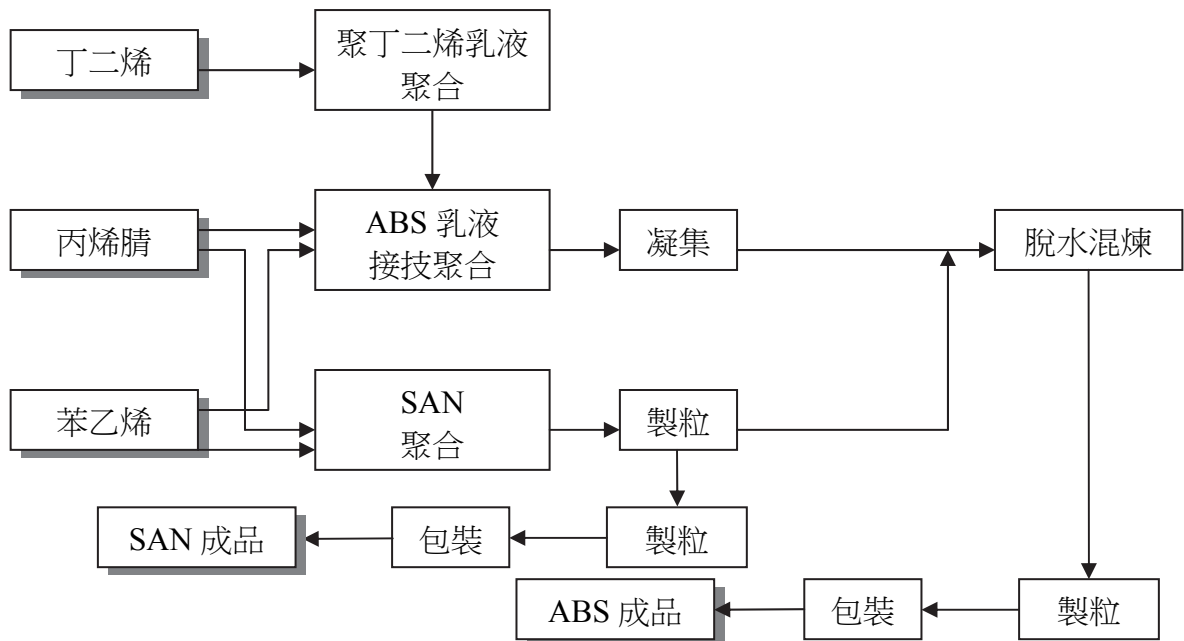 丁二烯
聚丁二烯乳液
聚合
丙烯腈
ABS 乳液
接技聚合
凝集
脫水混煉
苯乙烯
SAN
聚合
製粒
SAN 成品
包裝
製粒
ABS 成品
包裝
製粒